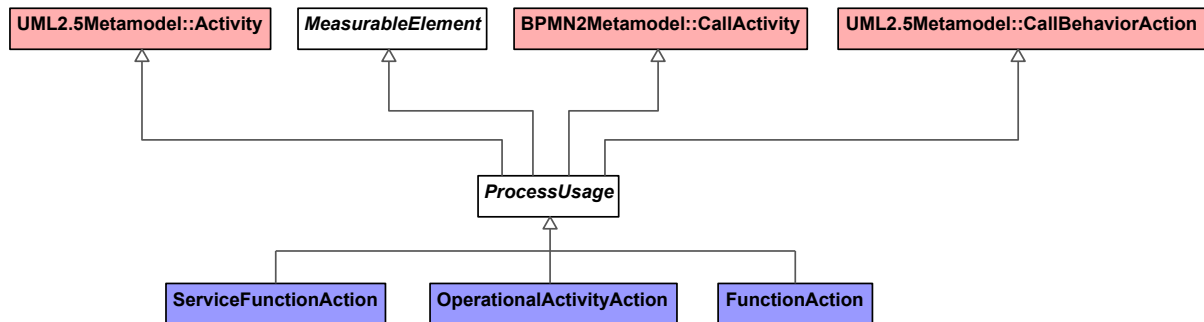 UML2.5Metamodel::Activity
MeasurableElement
BPMN2Metamodel::CallActivity
UML2.5Metamodel::CallBehaviorAction
ProcessUsage
ServiceFunctionAction
OperationalActivityAction
FunctionAction